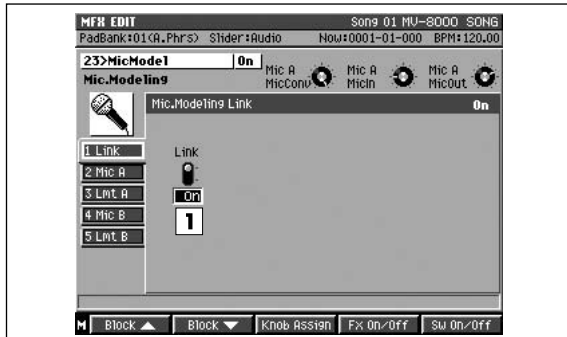 MFX EDIT Song 01 MV-8000 SONG
PadBank:01(A.Phrs) Slider:Audio Now:0001-01-000 BPM:120.00
23>MicModel On
Mic.Modeling
Mic A MicConv
Mic A MicIn
Mic A MicOut
Mic.Modeling Link On
1 Link
2 Mic A
3 Lmt A
4 Mic B
5 Lmt B
Link
On
1
M Block ▲ Block ▼ Knob Assign Fx On/Off Sw On/Off